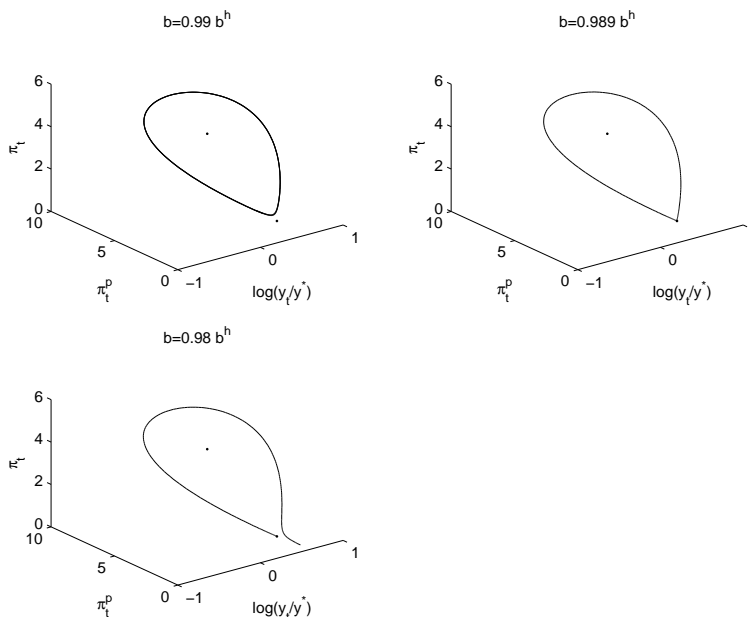 b=0.99 b^h
6
4
2
0
π_t
10
5
0
π_t^p
−1
0
1
log(y_t/y^*)
b=0.989 b^h
6
4
2
0
π_t
10
5
0
π_t^p
−1
0
log(y_t/y^*)
b=0.98 b^h
6
4
2
0
π_t
10
5
0
π_t^p
−1
0
1
log(y_t/y^*)